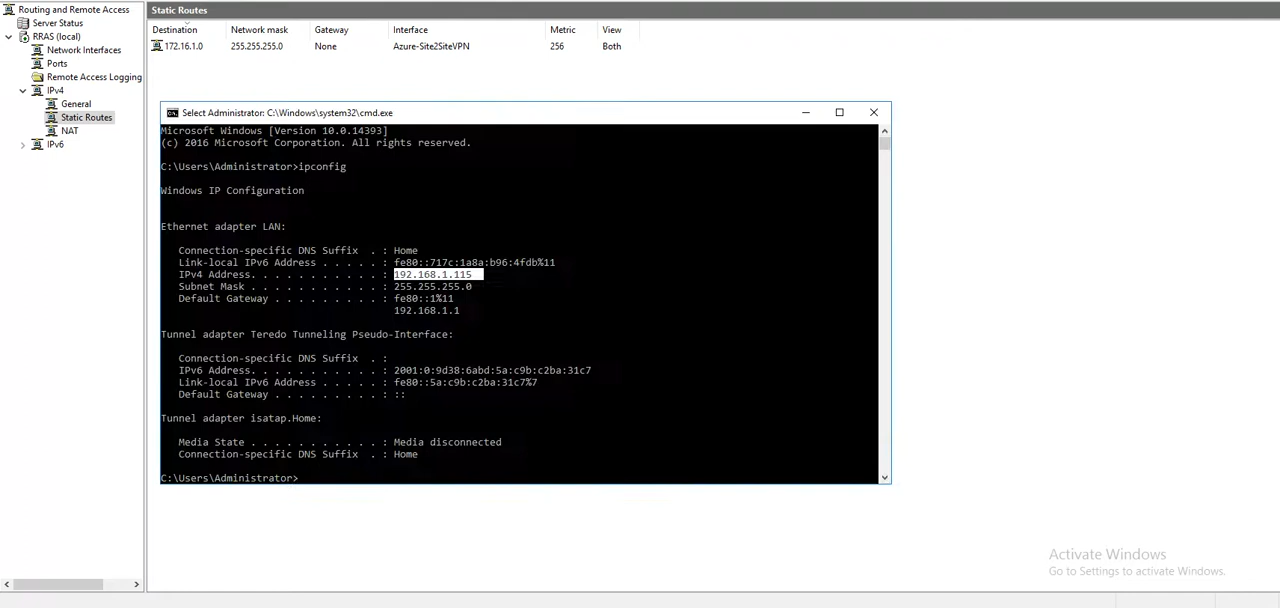 Routing and Remote Access
Server Status
RRAS (local)
Network Interfaces
Ports
Remote Access Logging
IPv4
General
Static Routes
NAT
IPv6
Static Routes
Destination Network mask Gateway Interface Metric View
172.16.1.0 255.255.255.0 None Azure-Site2SiteVPN 256 Both
Select Administrator: C:\Windows\system32\cmd.exe
Microsoft Windows [Version 10.0.14393]
(c) 2016 Microsoft Corporation. All rights reserved.
C:\Users\Administrator>ipconfig
Windows IP Configuration
Ethernet adapter LAN:
Connection-specific DNS Suffix . : Home
Link-local IPv6 Address . . . . . : fe80::717c:1a8a:b96:4fdb%11
IPv4 Address. . . . . . . . . . . : 192.168.1.115
Subnet Mask . . . . . . . . . . . : 255.255.255.0
Default Gateway . . . . . . . . . : fe80::1%11
192.168.1.1
Tunnel adapter Teredo Tunneling Pseudo-Interface:
Connection-specific DNS Suffix . :
IPv6 Address. . . . . . . . . . . : 2001:0:9d38:6abd:5a:c9b:c2ba:31c7
Link-local IPv6 Address . . . . . : fe80::5a:c9b:c2ba:31c7%7
Default Gateway . . . . . . . . . : ::
Tunnel adapter isatap.Home:
Media State . . . . . . . . . . . : Media disconnected
Connection-specific DNS Suffix . : Home
C:\Users\Administrator>
Activate Windows
Go to Settings to activate Windows.